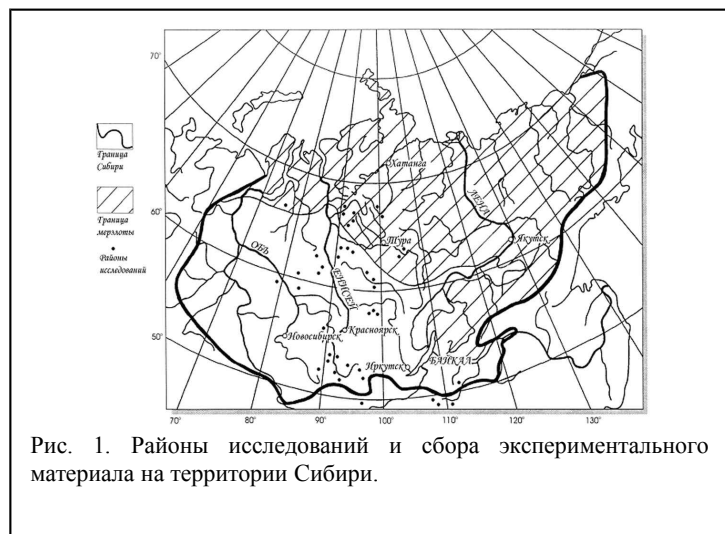 70°
Граница
Сибири
Хатанга
60°
ЛЕНА
Граница
мерзлоты
Тура
Якутск
Районы
исследований
ОБЬ
ЕНИСЕЙ
50°
Новосибирск
Красноярск
Иркутск
БАЙКАЛ
70°
80°
90°
100°
110°
120°
130°
Рис. 1. Районы исследований и сбора экспериментального
материала на территории Сибири.